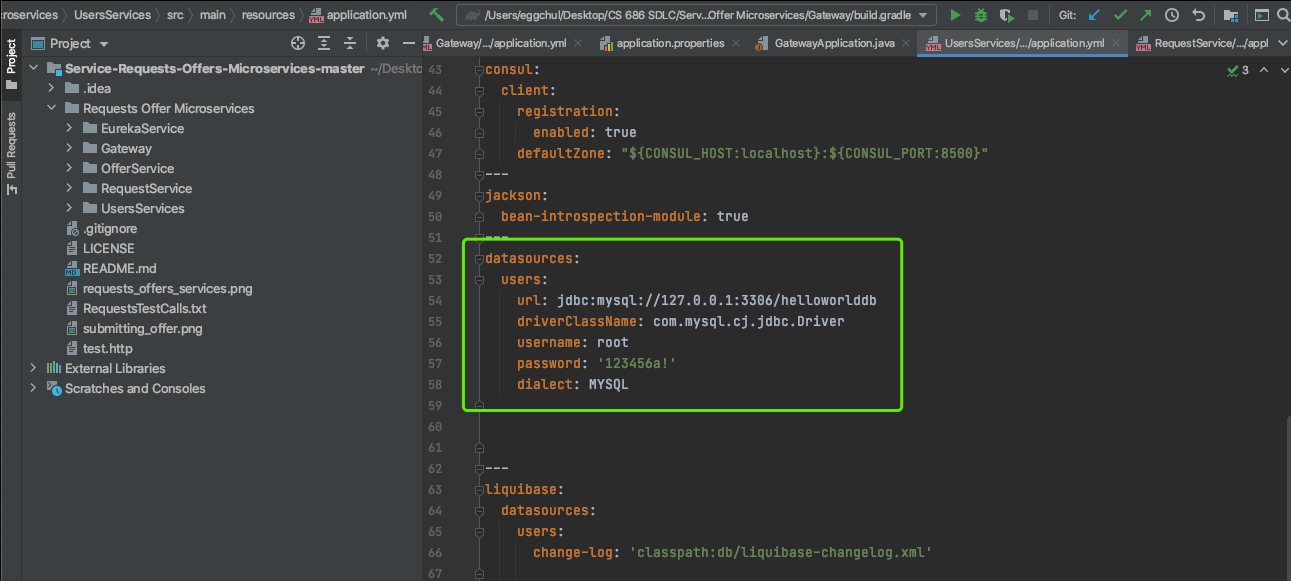 roservices UsersServices src main resources application.yml /Users/eggchul/Desktop/CS 686 SDLC/Serv...Offer Microservices/Gateway/build.gradle Git:
Project Gateway/.../application.yml application.properties GatewayApplication.java UsersServices/.../application.yml RequestService/.../appl
Project
Pull Requests
Service-Requests-Offers-Microservices-master ~/Deskto
.idea
Requests Offer Microservices
EurekaService
Gateway
OfferService
RequestService
UsersServices
.gitignore
LICENSE
README.md
requests_offers_services.png
RequestsTestCalls.txt
submitting_offer.png
test.http
External Libraries
Scratches and Consoles
3
43 consul:
44 client:
45 registration:
46 enabled: true
47 defaultZone: "${CONSUL_HOST:localhost}:${CONSUL_PORT:8500}"
48 ---
49 jackson:
50 bean-introspection-module: true
51 ---
52 datasources:
53 users:
54 url: jdbc:mysql://127.0.0.1:3306/helloworlddb
55 driverClassName: com.mysql.cj.jdbc.Driver
56 username: root
57 password: '123456a!'
58 dialect: MYSQL
59
60
61
62 ---
63 liquibase:
64 datasources:
65 users:
66 change-log: 'classpath:db/liquibase-changelog.xml'
67